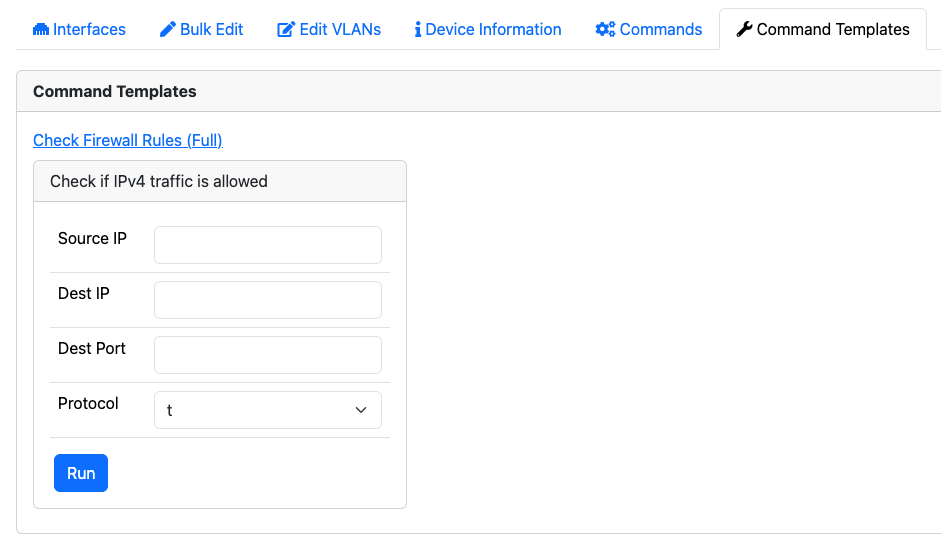 Interfaces Bulk Edit Edit VLANs Device Information Commands Command Templates
Command Templates
Check Firewall Rules (Full)
Check if IPv4 traffic is allowed
Source IP
Dest IP
Dest Port
Protocol t
Run